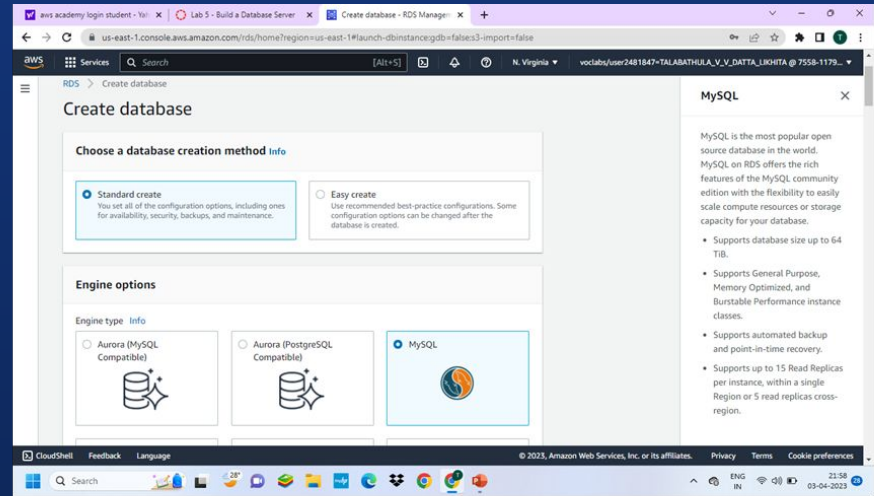 aws academy login student - Yah
Lab 5 - Build a Database Server
Create database - RDS Managem
us-east-1.console.aws.amazon.com/rds/home?region=us-east-1#launch-dbinstance:gdb=false;s3-import=false
aws
Services
Search
[Alt+S]
N. Virginia
voclabs/user2481847=TALABATHULA_V_V_DATTA_LIKHITA @ 7558-1179...
RDS > Create database
Create database
Choose a database creation method Info
Standard create
You set all of the configuration options, including ones
for availability, security, backups, and maintenance.
Easy create
Use recommended best-practice configurations. Some
configuration options can be changed after the
database is created.
Engine options
Engine type Info
Aurora (MySQL
Compatible)
Aurora (PostgreSQL
Compatible)
MySQL
MySQL
MySQL is the most popular open
source database in the world.
MySQL on RDS offers the rich
features of the MySQL community
edition with the flexibility to easily
scale compute resources or storage
capacity for your database.
• Supports database size up to 64
TiB.
• Supports General Purpose,
Memory Optimized, and
Burstable Performance instance
classes.
• Supports automated backup
and point-in-time recovery.
• Supports up to 15 Read Replicas
per instance, within a single
Region or 5 read replicas cross-
region.
CloudShell
Feedback
Language
© 2023, Amazon Web Services, Inc. or its affiliates.
Privacy
Terms
Cookie preferences
Search
28°
ENG
IN
21:58
03-04-2023
28